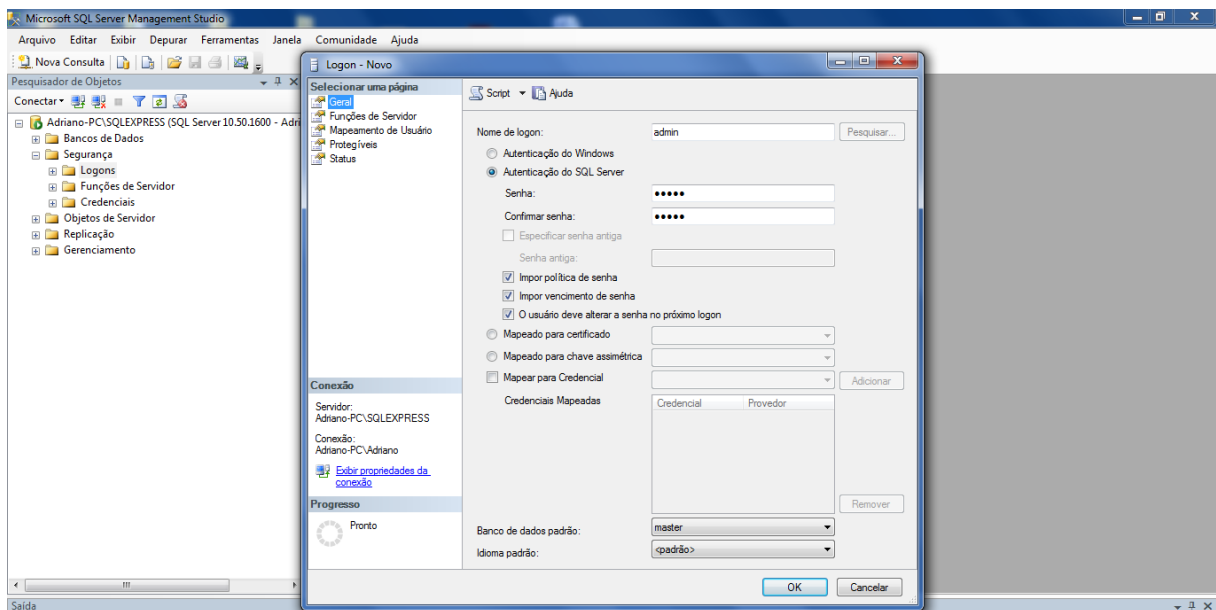 Microsoft SQL Server Management Studio
Arquivo Editar Exibir Depurar Ferramentas Janela Comunidade Ajuda
Nova Consulta
Pesquisador de Objetos
Conectar
Adriano-PC\SQLEXPRESS (SQL Server 10.50.1600 - Adri
Bancos de Dados
Segurança
Logons
Funções de Servidor
Credenciais
Objetos de Servidor
Replicação
Gerenciamento
Saída
Logon - Novo
Selecionar uma página
Geral
Funções de Servidor
Mapeamento de Usuário
Protegíveis
Status
Conexão
Servidor:
Adriano-PC\SQLEXPRESS
Conexão:
Adriano-PC\Adriano
Exibir propriedades da
conexão
Progresso
Pronto
Script Ajuda
Nome de logon: admin Pesquisar...
Autenticação do Windows
Autenticação do SQL Server
Senha: •••••
Confirmar senha: •••••
Especificar senha antiga
Senha antiga:
Impor política de senha
Impor vencimento de senha
O usuário deve alterar a senha no próximo logon
Mapeado para certificado
Mapeado para chave assimétrica
Mapear para Credencial Adicionar
Credenciais Mapeadas Credencial Provedor
Remover
Banco de dados padrão: master
Idioma padrão: <padrão>
OK Cancelar